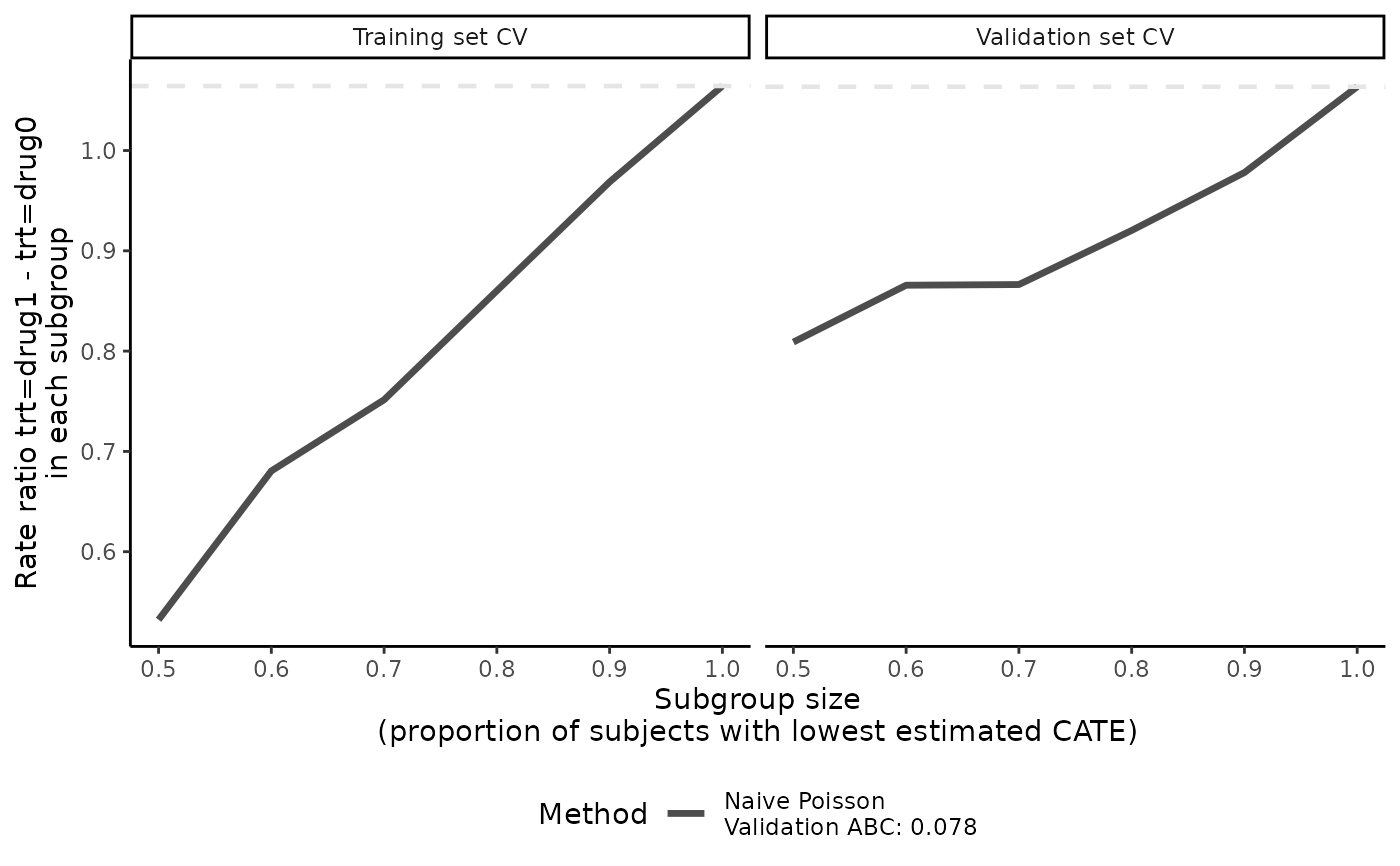 Training set CV
Validation set CV
Rate ratio trt=drug1 - trt=drug0
in each subgroup
1.0
0.9
0.8
0.7
0.6
0.5 0.6 0.7 0.8 0.9 1.0
0.5 0.6 0.7 0.8 0.9 1.0
Subgroup size
(proportion of subjects with lowest estimated CATE)
Method
Naive Poisson
Validation ABC: 0.078